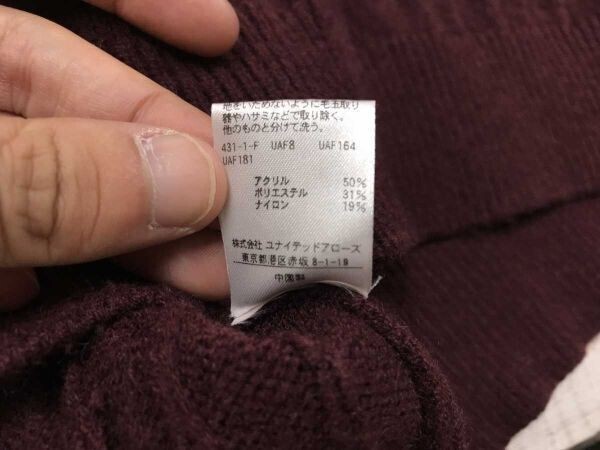 地をいためないように毛玉取り
器やハサミなどで取り除く。
他のものと分けて洗う。
431-1-F UAF8 UAF164
UAF181
アクリル 50%
ポリエステル 31%
ナイロン 19%
株式会社 ユナイテッドアローズ
東京都港区赤坂 8-1-19
中国製